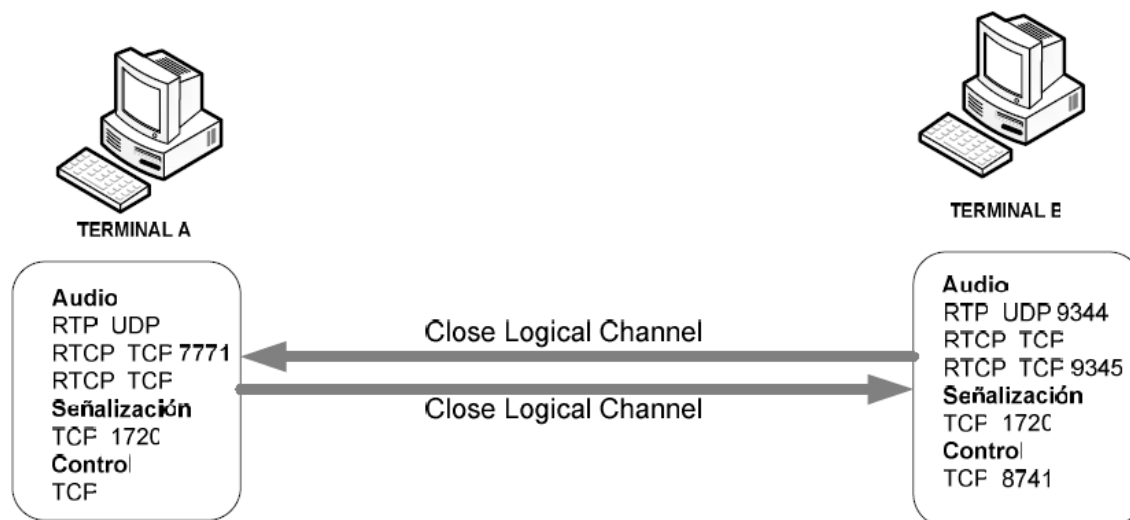 TERMINAL A
TERMINAL B
Audio
RTP UDP
RTCP TCP 7771
RTCP TCP
Señalización
TCP 1720
Control
TCP
Close Logical Channel
Close Logical Channel
Audio
RTP UDP 9344
RTCP TCP
RTCP TCP 9345
Señalización
TCP 1720
Control
TCP 8741